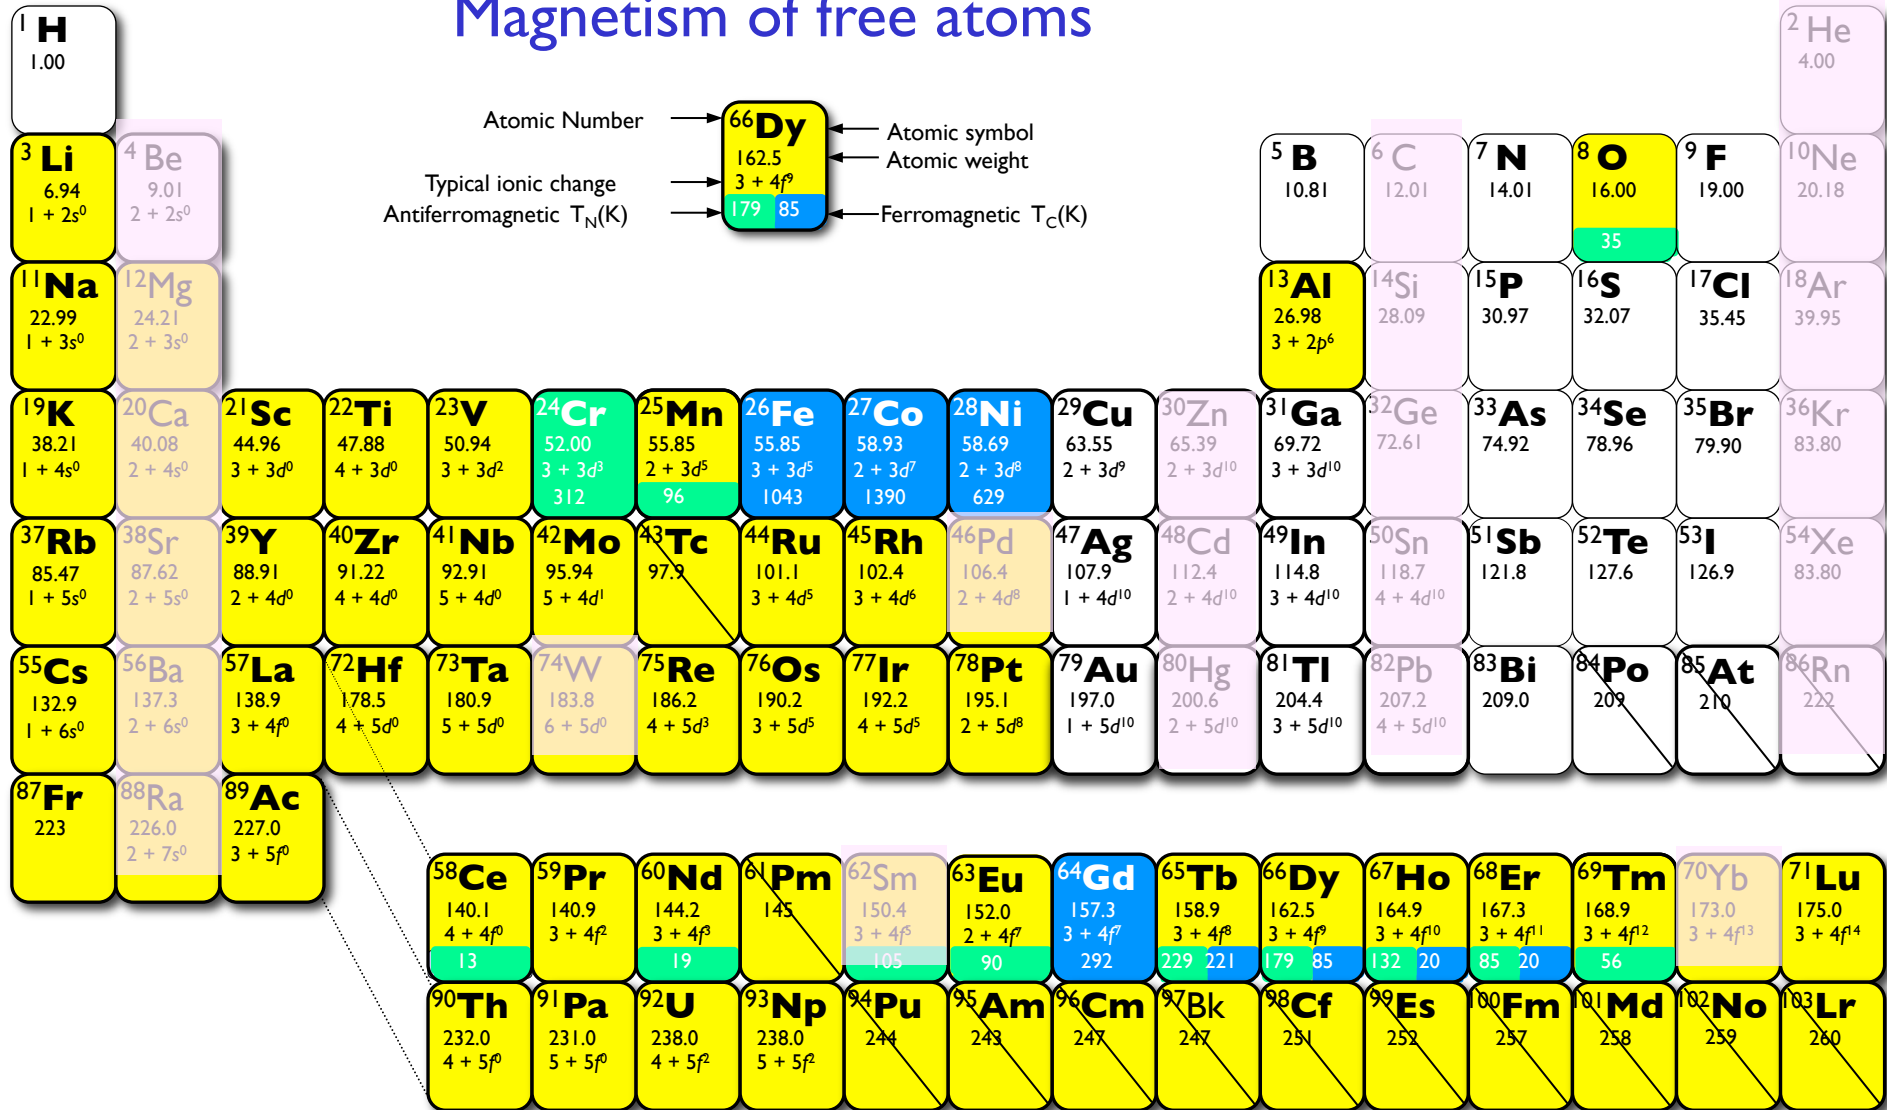 Magnetism of free atoms
1 H
1.00
2 He
4.00
Atomic Number
66 Dy
162.5
3 + 4f⁹
179 85
Atomic symbol
Atomic weight
Typical ionic change
Antiferromagnetic T_N(K)
Ferromagnetic T_C(K)
3 Li 4 Be 5 B 6 C 7 N 8 O 9 F 10 Ne
6.94 9.01 10.81 12.01 14.01 16.00 19.00 20.18
1 + 2s⁰ 2 + 2s⁰
35
11 Na 12 Mg 13 Al 14 Si 15 P 16 S 17 Cl 18 Ar
22.99 24.21 26.98 28.09 30.97 32.07 35.45 39.95
1 + 3s⁰ 2 + 3s⁰ 3 + 2p⁶
19 K 20 Ca 21 Sc 22 Ti 23 V 24 Cr 25 Mn 26 Fe 27 Co 28 Ni 29 Cu 30 Zn 31 Ga 32 Ge 33 As 34 Se 35 Br 36 Kr
38.21 40.08 44.96 47.88 50.94 52.00 55.85 55.85 58.93 58.69 63.55 65.39 69.72 72.61 74.92 78.96 79.90 83.80
1 + 4s⁰ 2 + 4s⁰ 3 + 3d⁰ 4 + 3d⁰ 3 + 3d² 3 + 3d³ 2 + 3d⁵ 3 + 3d⁵ 2 + 3d⁷ 2 + 3d⁸ 2 + 3d⁹ 2 + 3d¹⁰ 3 + 3d¹⁰
312 96 1043 1390 629
37 Rb 38 Sr 39 Y 40 Zr 41 Nb 42 Mo 43 Tc 44 Ru 45 Rh 46 Pd 47 Ag 48 Cd 49 In 50 Sn 51 Sb 52 Te 53 I 54 Xe
85.47 87.62 88.91 91.22 92.91 95.94 97.9 101.1 102.4 106.4 107.9 112.4 114.8 118.7 121.8 127.6 126.9 83.80
1 + 5s⁰ 2 + 5s⁰ 2 + 4d⁰ 4 + 4d⁰ 5 + 4d⁰ 5 + 4d¹ 3 + 4d⁵ 3 + 4d⁶ 2 + 4d⁸ 1 + 4d¹⁰ 2 + 4d¹⁰ 3 + 4d¹⁰ 4 + 4d¹⁰
55 Cs 56 Ba 57 La 72 Hf 73 Ta 74 W 75 Re 76 Os 77 Ir 78 Pt 79 Au 80 Hg 81 Tl 82 Pb 83 Bi 84 Po 85 At 86 Rn
132.9 137.3 138.9 178.5 180.9 183.8 186.2 190.2 192.2 195.1 197.0 200.6 204.4 207.2 209.0 209 210 222
1 + 6s⁰ 2 + 6s⁰ 3 + 4f⁰ 4 + 5d⁰ 5 + 5d⁰ 6 + 5d⁰ 4 + 5d³ 3 + 5d⁵ 4 + 5d⁵ 2 + 5d⁸ 1 + 5d¹⁰ 2 + 5d¹⁰ 3 + 5d¹⁰ 4 + 5d¹⁰
87 Fr 88 Ra 89 Ac
223 226.0 227.0
2 + 7s⁰ 3 + 5f⁰
58 Ce 59 Pr 60 Nd 61 Pm 62 Sm 63 Eu 64 Gd 65 Tb 66 Dy 67 Ho 68 Er 69 Tm 70 Yb 71 Lu
140.1 140.9 144.2 145 150.4 152.0 157.3 158.9 162.5 164.9 167.3 168.9 173.0 175.0
4 + 4f⁰ 3 + 4f² 3 + 4f³ 3 + 4f⁵ 2 + 4f⁷ 3 + 4f⁷ 3 + 4f⁸ 3 + 4f⁹ 3 + 4f¹⁰ 3 + 4f¹¹ 3 + 4f¹² 3 + 4f¹³ 3 + 4f¹⁴
13 19 105 90 292 229 221 179 85 132 20 85 20 56
90 Th 91 Pa 92 U 93 Np 94 Pu 95 Am 96 Cm 97 Bk 98 Cf 99 Es 100 Fm 101 Md 102 No 103 Lr
232.0 231.0 238.0 238.0 244 243 247 247 251 252 257 258 259 260
4 + 5f⁰ 5 + 5f⁰ 4 + 5f² 5 + 5f²